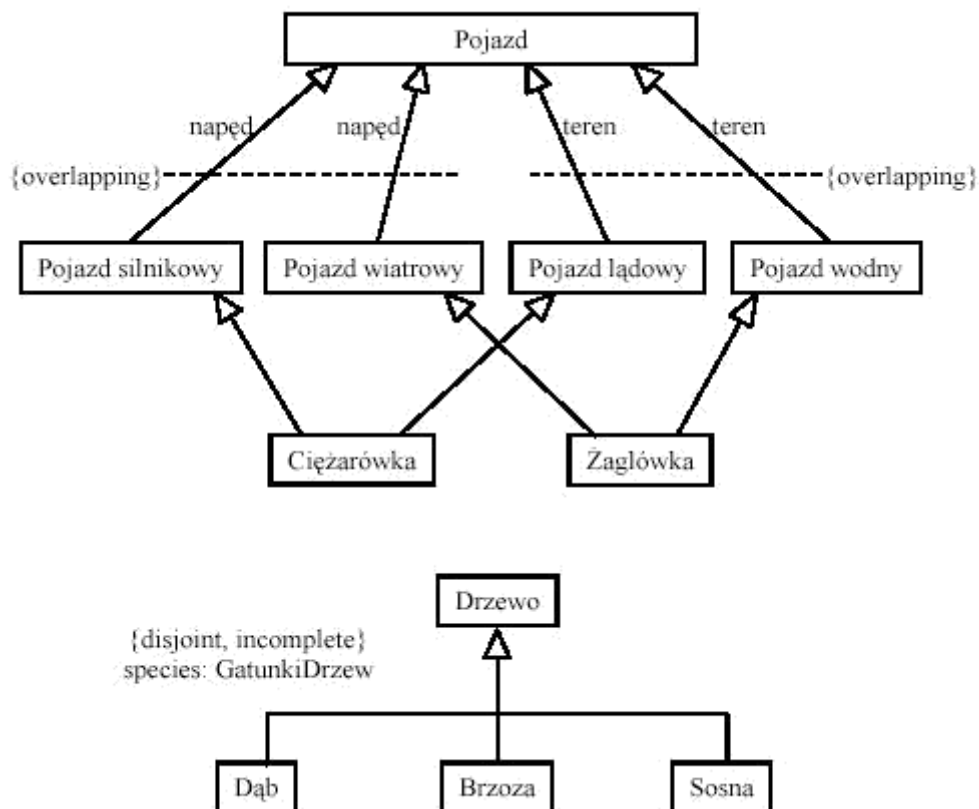 Pojazd
napęd
napęd
teren
teren
{overlapping}
{overlapping}
Pojazd silnikowy
Pojazd wiatrowy
Pojazd lądowy
Pojazd wodny
Ciężarówka
Żaglówka
Drzewo
{disjoint, incomplete}
species: GatunkiDrzew
Dąb
Brzoza
Sosna